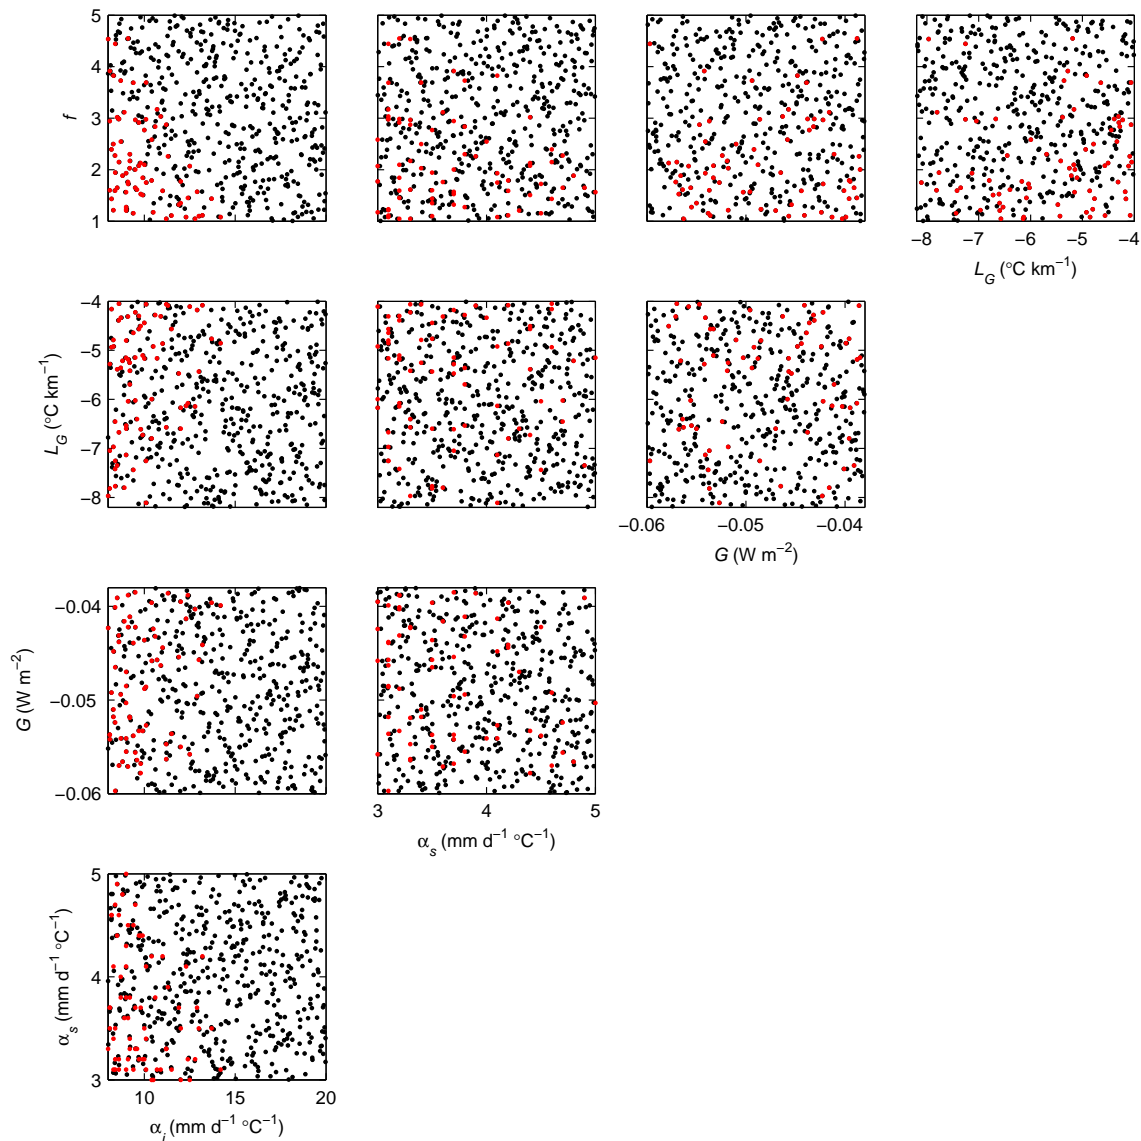 5
4
3
2
1
f
−8 −7 −6 −5 −4
L_G (°C km⁻¹)
−4
−5
−6
−7
−8
L_G (°C km⁻¹)
−0.06 −0.05 −0.04
G (W m⁻²)
−0.04
−0.05
−0.06
G (W m⁻²)
3 4 5
α_s (mm d⁻¹ °C⁻¹)
5
4
3
α_s (mm d⁻¹ °C⁻¹)
10 15 20
α_i (mm d⁻¹ °C⁻¹)